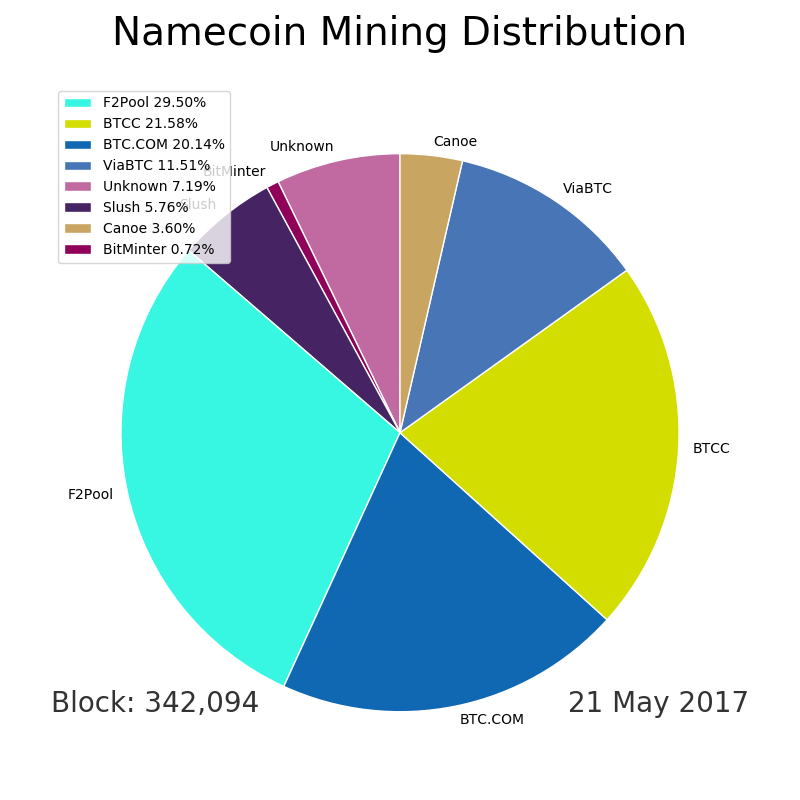 Namecoin Mining Distribution
F2Pool 29.50%
BTCC 21.58%
BTC.COM 20.14%
ViaBTC 11.51%
Unknown 7.19%
Slush 5.76%
Canoe 3.60%
BitMinter 0.72%
Unknown
Canoe
BitMinter
ViaBTC
Slush
BTCC
F2Pool
Block: 342,094
21 May 2017
BTC.COM